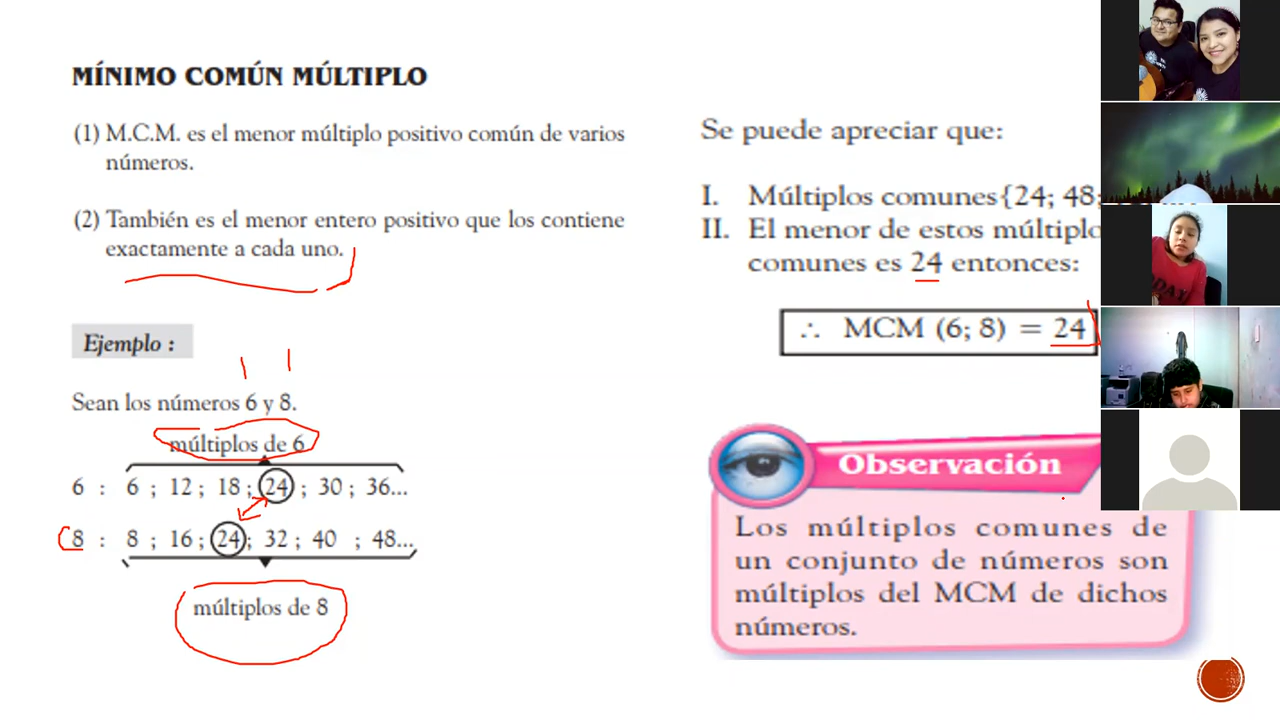 MÍNIMO COMÚN MÚLTIPLO
(1) M.C.M. es el menor múltiplo positivo común de varios
números.
(2) También es el menor entero positivo que los contiene
exactamente a cada uno.
Ejemplo :
Sean los números 6 y 8.
múltiplos de 6
6 : 6 ; 12 ; 18 ; 24 ; 30 ; 36...
8 : 8 ; 16 ; 24 ; 32 ; 40 ; 48...
múltiplos de 8
Se puede apreciar que:
I. Múltiplos comunes{24; 48;
II. El menor de estos múltiplo
comunes es 24 entonces:
∴ MCM (6; 8) = 24
Observación
Los múltiplos comunes de
un conjunto de números son
múltiplos del MCM de dichos
números.